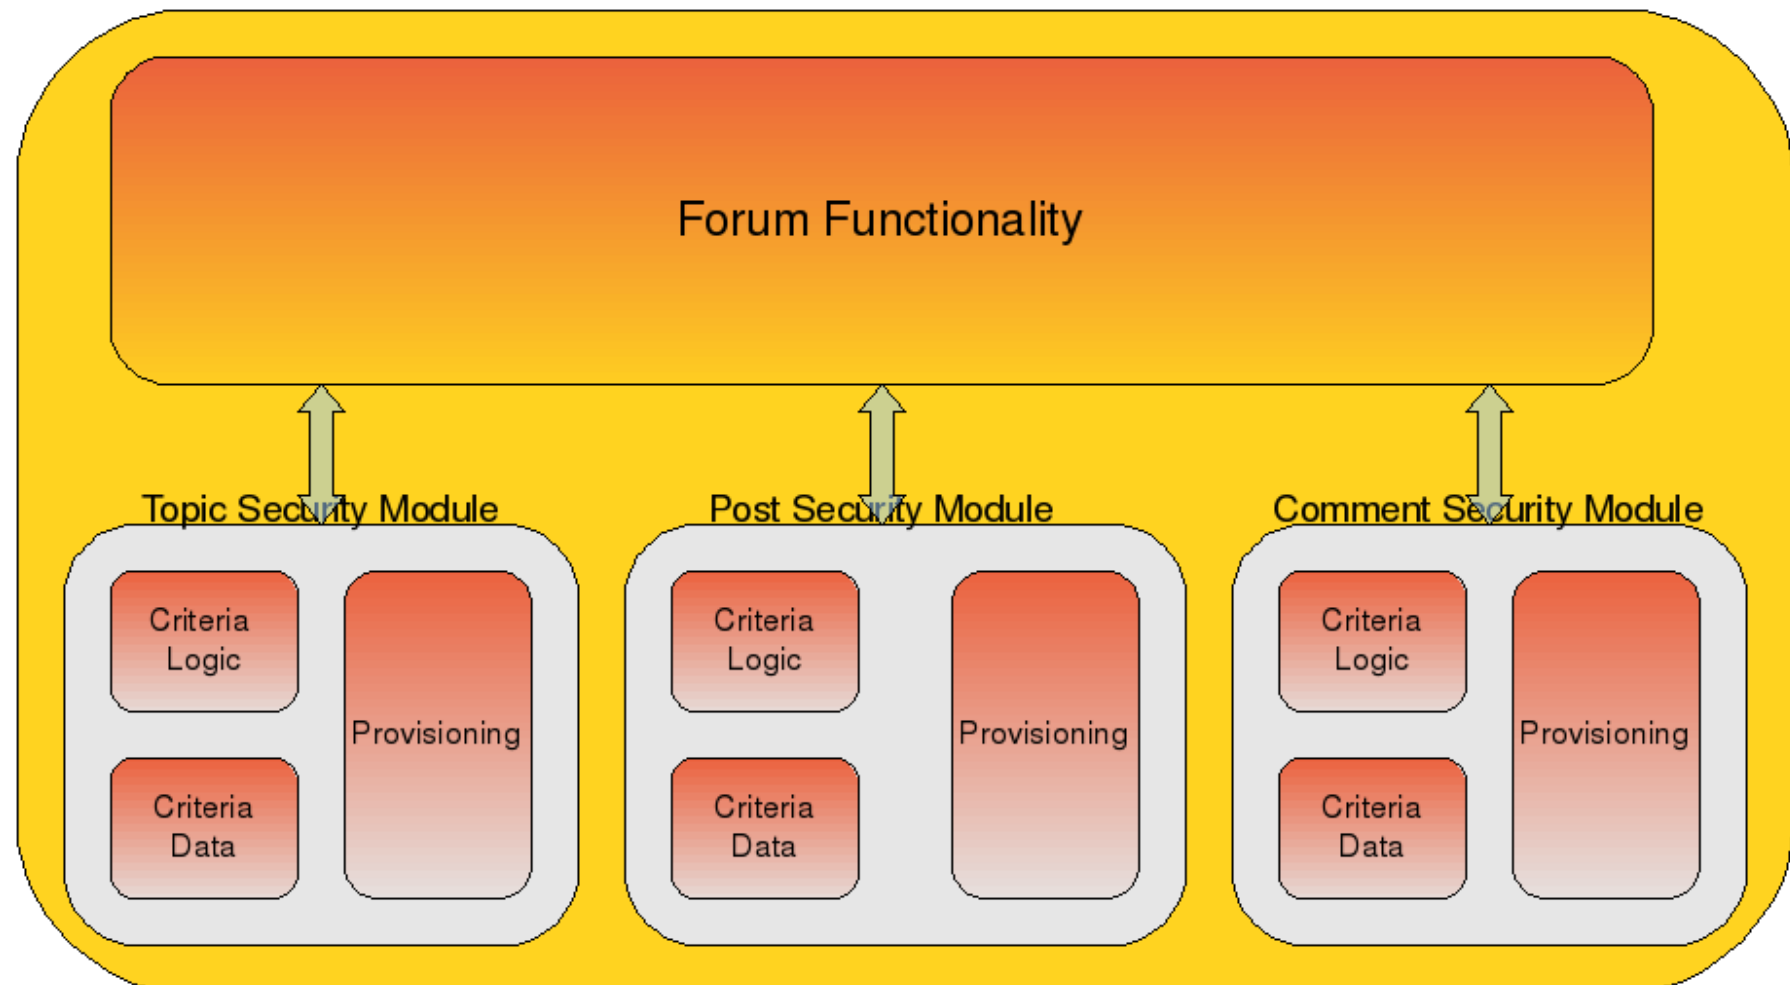 Forum Functionality
Topic Security Module
Post Security Module
Comment Security Module
Criteria
Logic
Provisioning
Criteria
Data
Criteria
Logic
Provisioning
Criteria
Data
Criteria
Logic
Provisioning
Criteria
Data